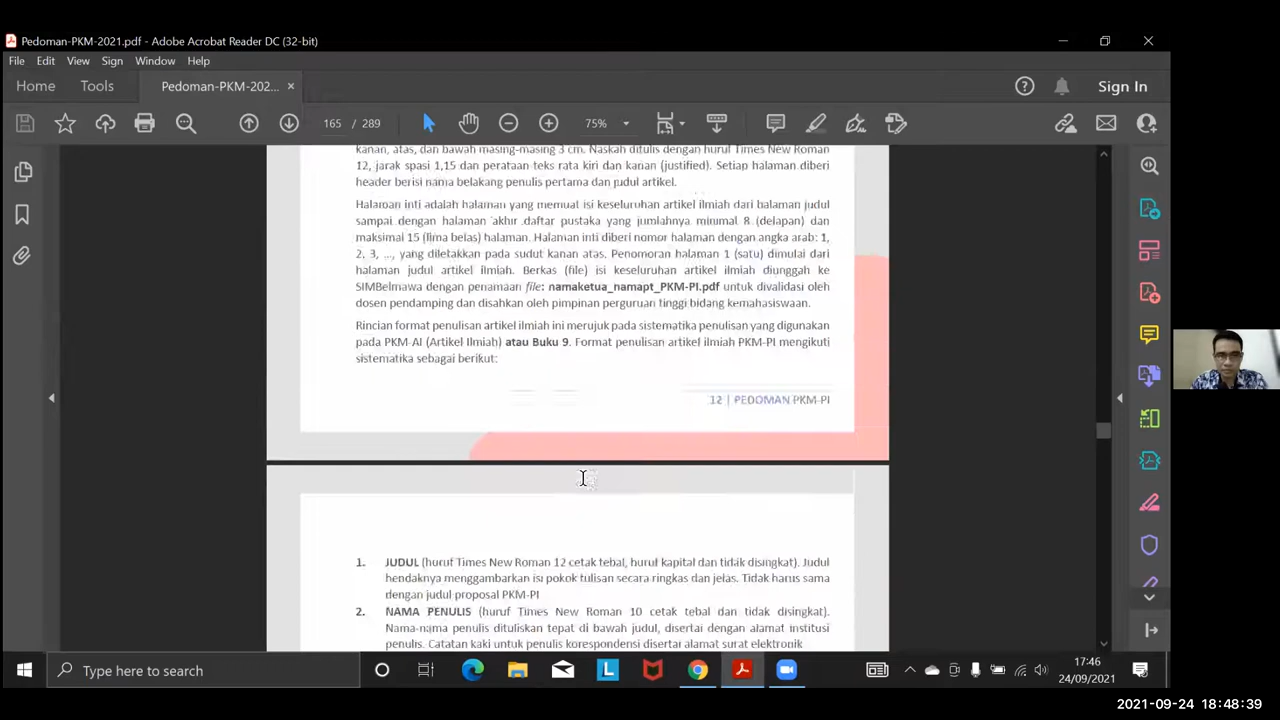 Pedoman-PKM-2021.pdf - Adobe Acrobat Reader DC (32-bit)
File Edit View Sign Window Help
Home Tools Pedoman-PKM-202... × Sign In
165 / 289 75%
kanan, atas, dan bawah masing-masing 3 cm. Naskah ditulis dengan huruf Times New Roman
12, jarak spasi 1,15 dan perataan teks rata kiri dan kanan (justified). Setiap halaman diberi
header berisi nama belakang penulis pertama dan judul artikel.
Halaman inti adalah halaman yang memuat isi keseluruhan artikel ilmiah dari halaman judul
sampai dengan halaman akhir daftar pustaka yang jumlahnya minimal 8 (delapan) dan
maksimal 15 (lima belas) halaman. Halaman inti diberi nomor halaman dengan angka arab: 1,
2, 3, ..., yang diletakkan pada sudut kanan atas. Penomoran halaman 1 (satu) dimulai dari
halaman judul artikel ilmiah. Berkas (file) isi keseluruhan artikel ilmiah diunggah ke
SIMBelmawa dengan penamaan file: namaketua_namapt_PKM-PI.pdf untuk divalidasi oleh
dosen pendamping dan disahkan oleh pimpinan perguruan tinggi bidang kemahasiswaan.
Rincian format penulisan artikel ilmiah ini merujuk pada sistematika penulisan yang digunakan
pada PKM-AI (Artikel Ilmiah) atau Buku 9. Format penulisan artikel ilmiah PKM-PI mengikuti
sistematika sebagai berikut:
12 | PEDOMAN PKM-PI
1. JUDUL (huruf Times New Roman 12 cetak tebal, huruf kapital dan tidak disingkat). Judul
hendaknya menggambarkan isi pokok tulisan secara ringkas dan jelas. Tidak harus sama
dengan judul proposal PKM-PI
2. NAMA PENULIS (huruf Times New Roman 10 cetak tebal dan tidak disingkat).
Nama-nama penulis dituliskan tepat di bawah judul, disertai dengan alamat institusi
penulis. Catatan kaki untuk penulis korespondensi disertai alamat surat elektronik
Type here to search
17:46
24/09/2021
2021-09-24 18:48:39